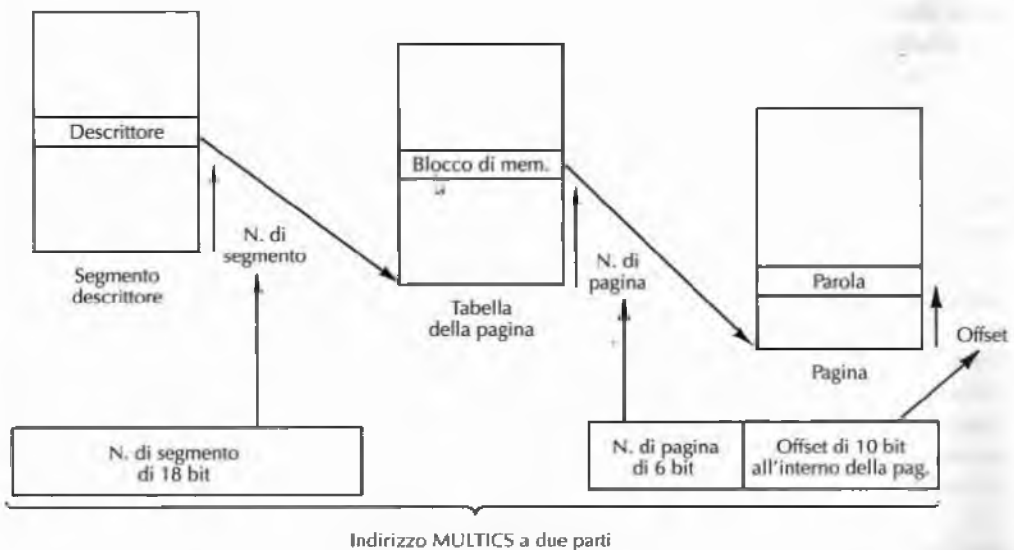 Descrittore
N. di
segmento
Segmento
descrittore
Blocco di mem.
N. di
pagina
Tabella
della pagina
Parola
Offset
Pagina
N. di segmento
di 18 bit
N. di pagina
di 6 bit
Offset di 10 bit
all'interno della pag.
Indirizzo MULTICS a due parti